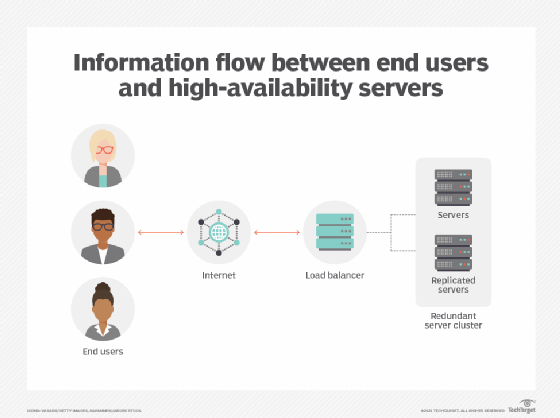 Information flow between end users
and high-availability servers
Servers
Internet
Load balancer
Replicated
servers
Redundant
server cluster
End users
TechTarget